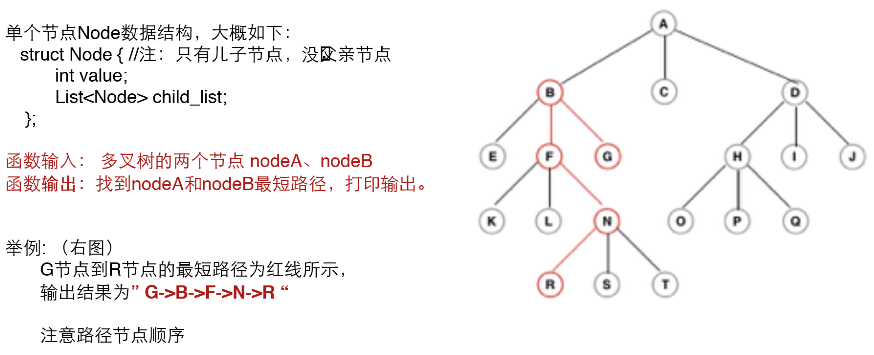 单个节点Node数据结构，大概如下：
struct Node { //注：只有儿子节点，没父亲节点
int value;
List<Node> child_list;
};
函数输入： 多叉树的两个节点 nodeA、nodeB
函数输出：找到nodeA和nodeB最短路径，打印输出。
举例:（右图）
G节点到R节点的最短路径为红线所示，
输出结果为” G->B->F->N->R “
注意路径节点顺序
A
B C D
E F G H I J
K L N O P Q
R S T